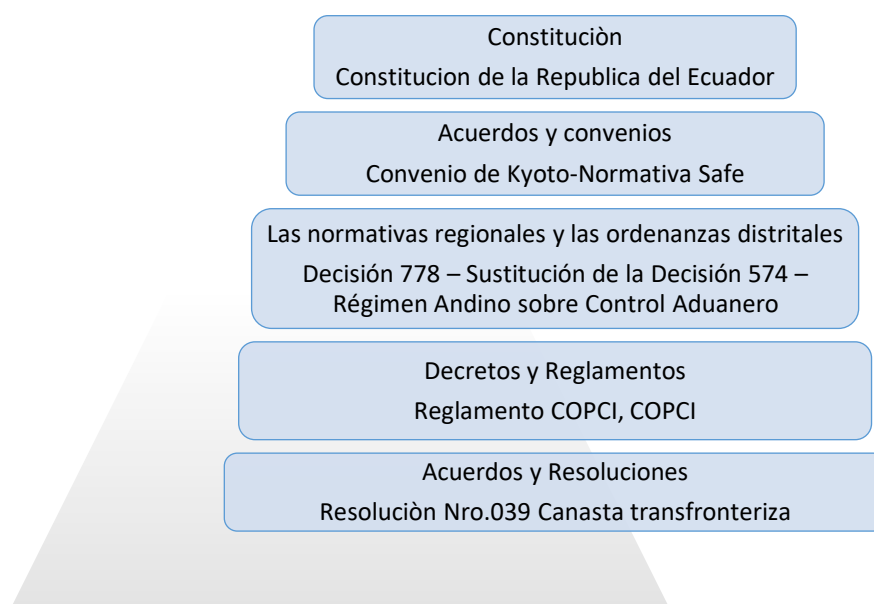 Constituciòn
Constitucion de la Republica del Ecuador
Acuerdos y convenios
Convenio de Kyoto-Normativa Safe
Las normativas regionales y las ordenanzas distritales
Decisión 778 – Sustitución de la Decisión 574 –
Régimen Andino sobre Control Aduanero
Decretos y Reglamentos
Reglamento COPCI, COPCI
Acuerdos y Resoluciones
Resoluciòn Nro.039 Canasta transfronteriza